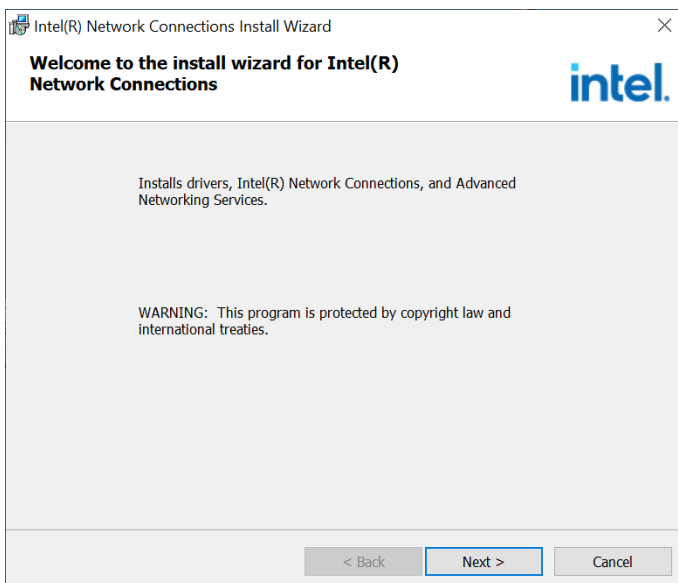 Intel(R) Network Connections Install Wizard
Welcome to the install wizard for Intel(R)
Network Connections
intel.
Installs drivers, Intel(R) Network Connections, and Advanced
Networking Services.
WARNING:  This program is protected by copyright law and
international treaties.
< Back
Next >
Cancel